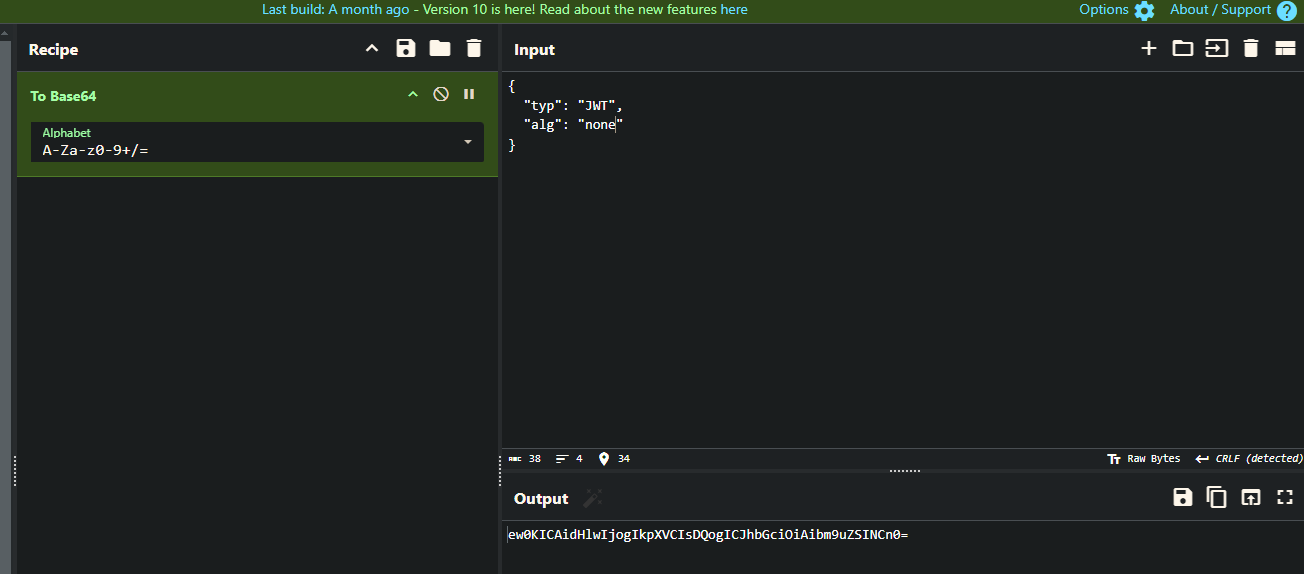 Last build: A month ago - Version 10 is here! Read about the new features here
Options
About / Support
Recipe
Input
To Base64
Alphabet
A-Za-z0-9+/=
{
  "typ": "JWT",
  "alg": "none"
}
38
4
34
Raw Bytes
CRLF (detected)
Output
ew0KICAidHlwIjogIkpXVCIsDQogICJhbGciOiAibm9uZSINCn0=